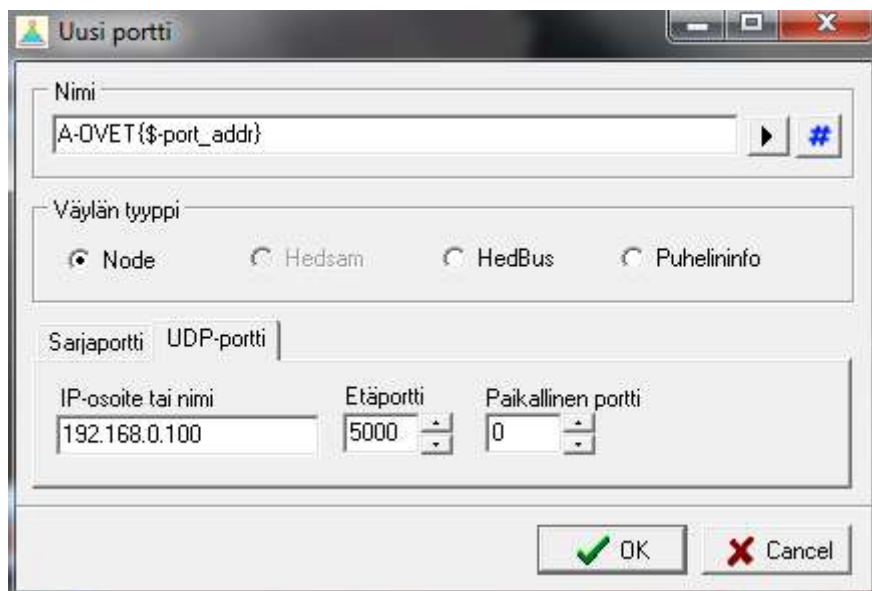 Uusi portti
Nimi
A-OVET{$-port_addr}
#
Väylän tyyppi
Node Hedsam HedBus Puhelininfo
Sarjaportti UDP-portti
IP-osoite tai nimi Etäportti Paikallinen portti
192.168.0.100 5000 0
OK Cancel